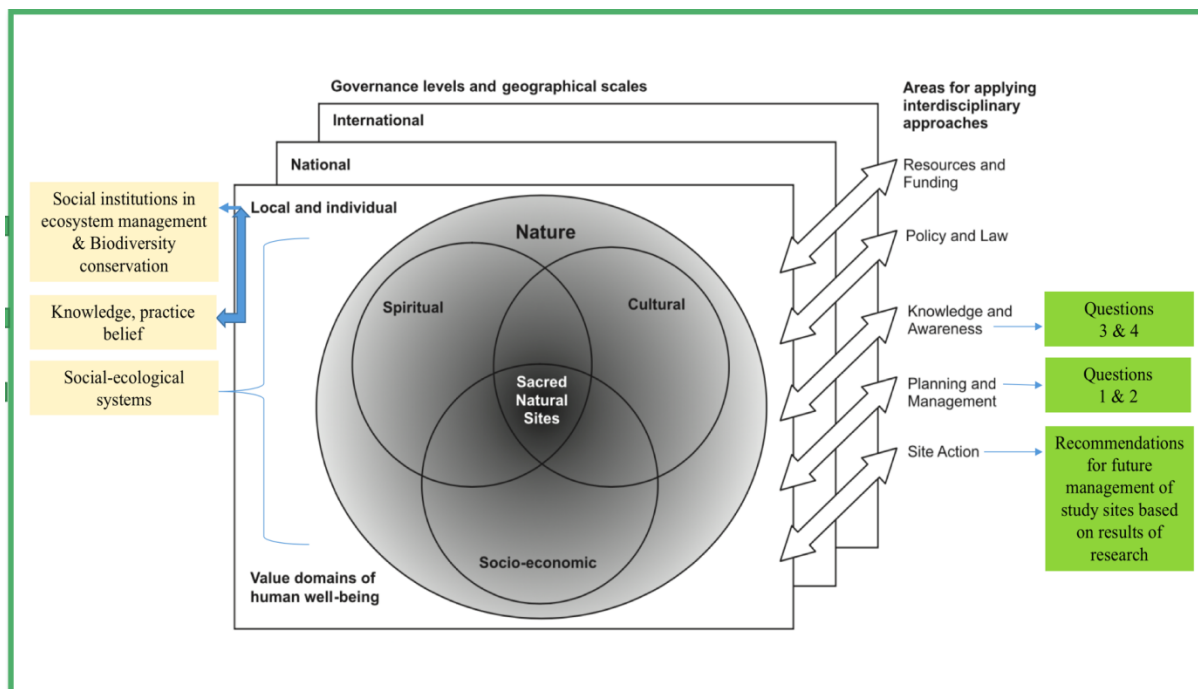 Governance levels and geographical scales
International
National
Local and individual
Social institutions in
ecosystem management
& Biodiversity
conservation
Knowledge, practice
belief
Social-ecological
systems
Nature
Spiritual
Cultural
Sacred
Natural
Sites
Socio-economic
Value domains of
human well-being
Areas for applying
interdisciplinary
approaches
Resources and
Funding
Policy and Law
Knowledge and
Awareness
Planning and
Management
Site Action
Questions
3 & 4
Questions
1 & 2
Recommendations
for future
management of
study sites based
on results of
research